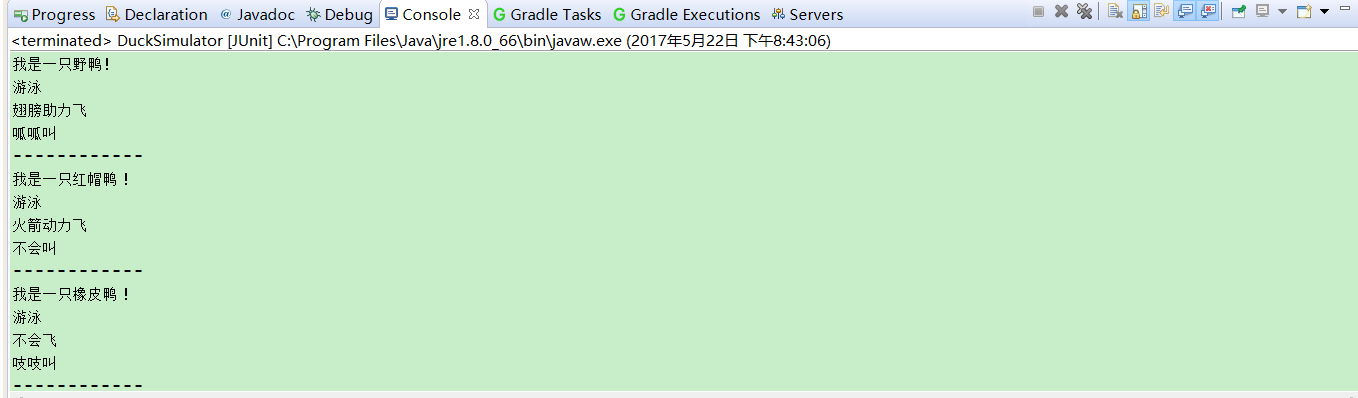 Progress Declaration @ Javadoc Debug Console Gradle Tasks Gradle Executions Servers
<terminated> DuckSimulator [JUnit] C:\Program Files\Java\jre1.8.0_66\bin\javaw.exe (2017年5月22日 下午8:43:06)
我是一只野鸭！
游泳
翅膀助力飞
呱呱叫
------------
我是一只红帽鸭 ！
游泳
火箭动力飞
不会叫
------------
我是一只橡皮鸭 ！
游泳
不会飞
吱吱叫
------------